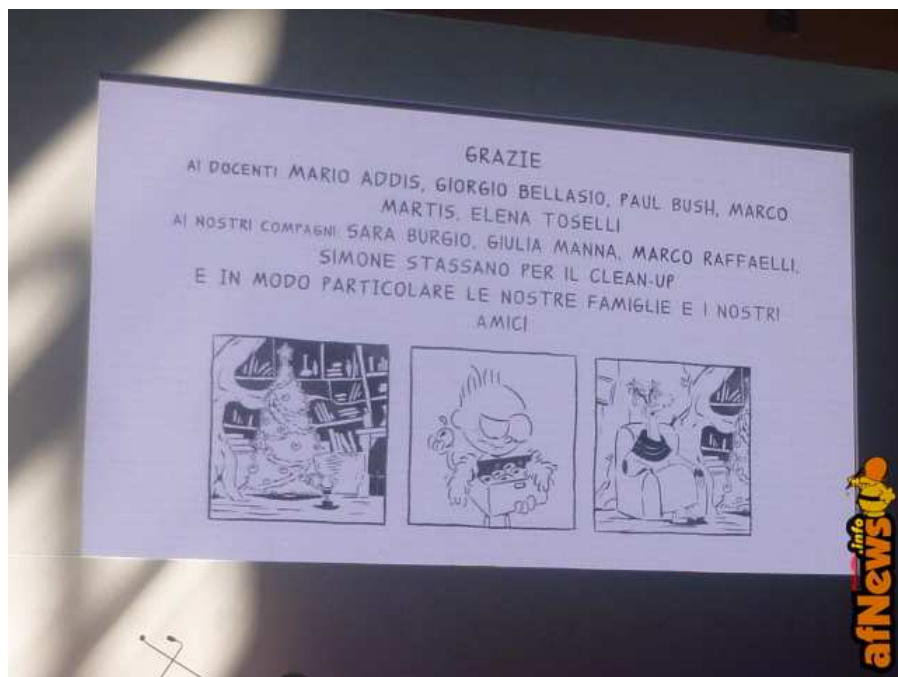 GRAZIE
AI DOCENTI MARIO ADDIS, GIORGIO BELLASIO, PAUL BUSH, MARCO
MARTIS, ELENA TOSELLI
AI NOSTRI COMPAGNI SARA BURGIO, GIULIA MANNA, MARCO RAFFAELLI,
SIMONE STASSANO PER IL CLEAN-UP
E IN MODO PARTICOLARE LE NOSTRE FAMIGLIE E I NOSTRI
AMICI
afNews.info